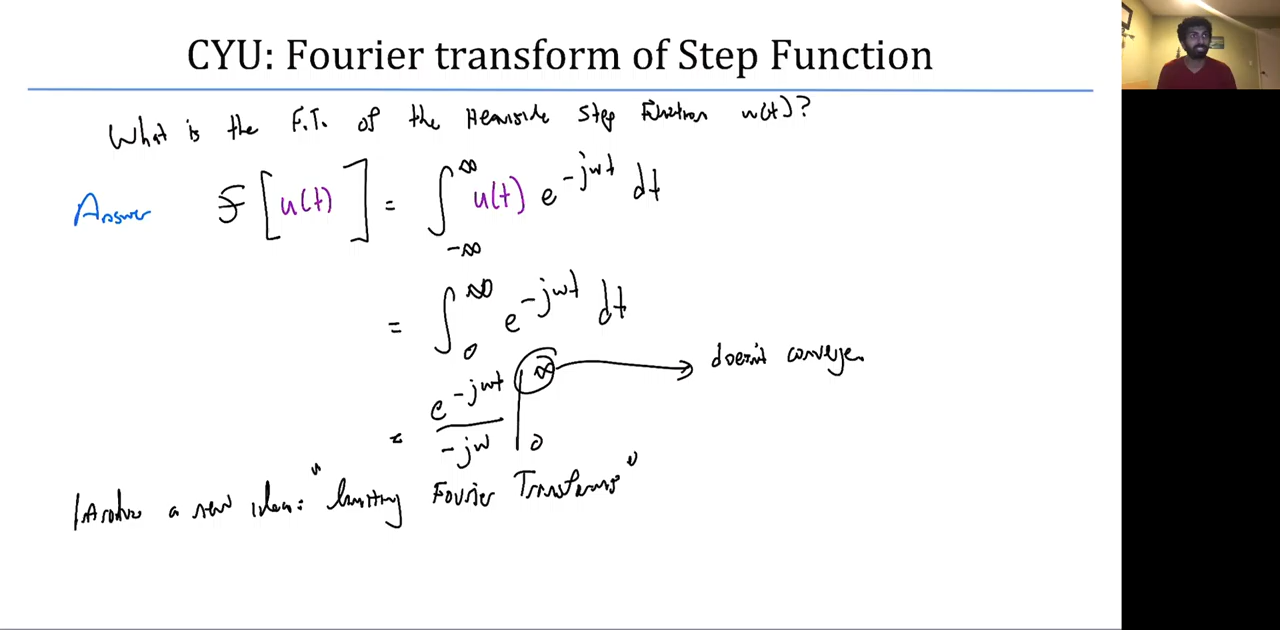 CYU: Fourier transform of Step Function
What is the F.T. of the Heaviside Step Function u(t)?
Answer F[u(t)] = ∫_{-∞}^{∞} u(t) e^{-jωt} dt
= ∫_{0}^{∞} e^{-jωt} dt
= e^{-jωt} / -jω |_{0}^{∞} → doesn't converge.
Introduce a new idea: "limiting Fourier Transforms"